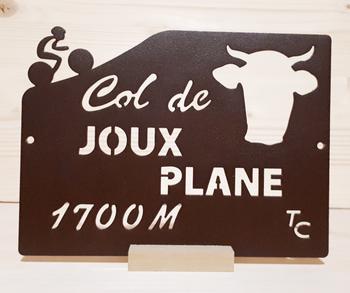 Col de
JOUX
PLANE
1700M
TC